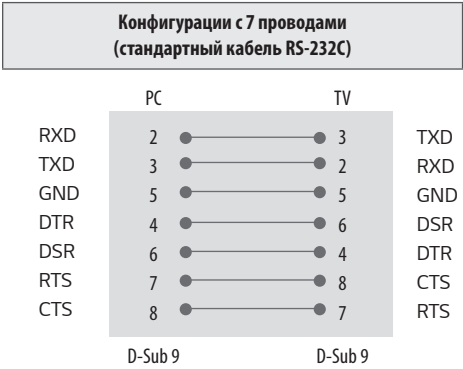 Конфигурации с 7 проводами
(стандартный кабель RS-232C)
PC TV
RXD 2 3 TXD
TXD 3 2 RXD
GND 5 5 GND
DTR 4 6 DSR
DSR 6 4 DTR
RTS 7 8 CTS
CTS 8 7 RTS
D-Sub 9 D-Sub 9